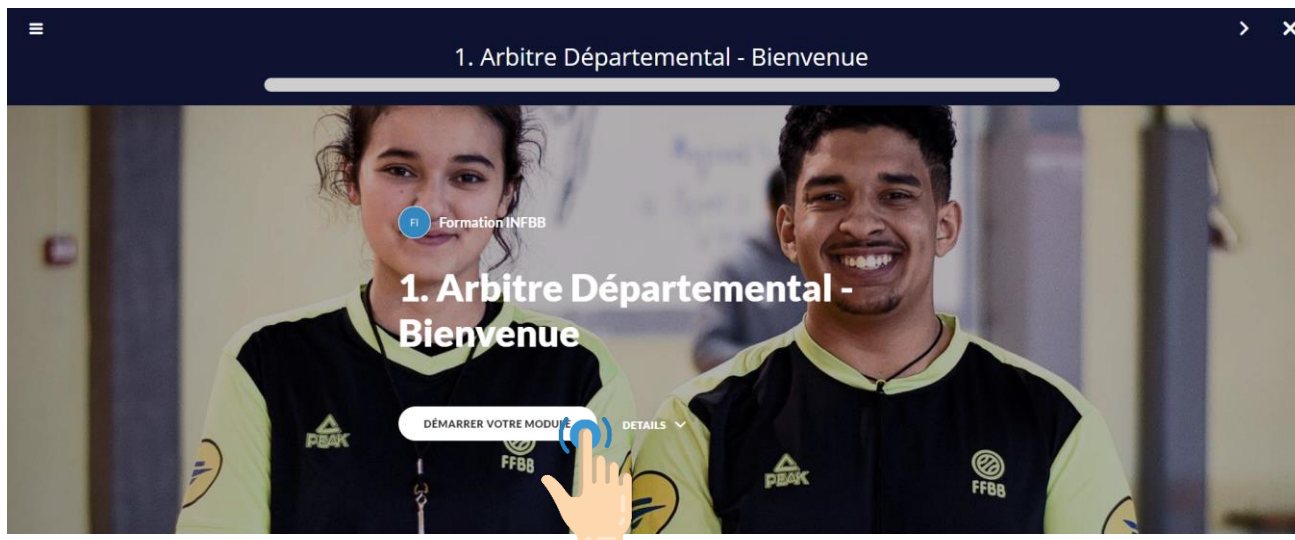 1. Arbitre Départemental - Bienvenue
FI Formation INFBB
1. Arbitre Départemental -
Bienvenue
DÉMARRER VOTRE MODULE
DETAILS
PEAK
FFBB
PEAK
FFBB